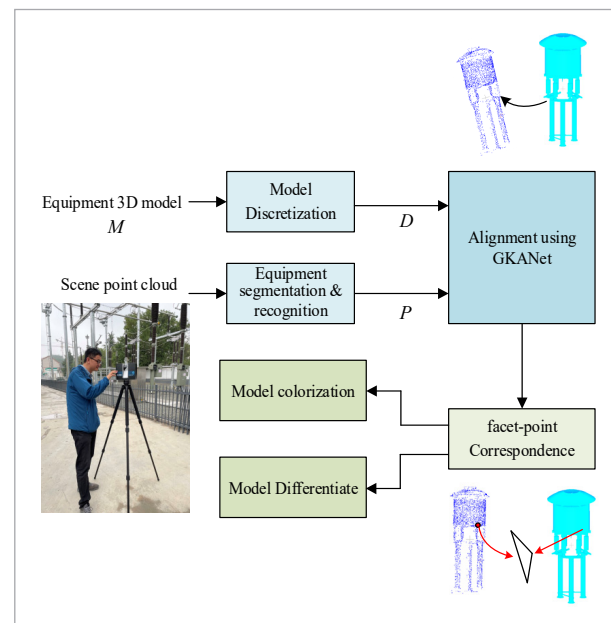 Equipment 3D model
M
Model
Discretization
D
Alignment using
GKANet
Scene point cloud
Equipment
segmentation &
recognition
P
Model colorization
facet-point
Correspondence
Model Differentiate